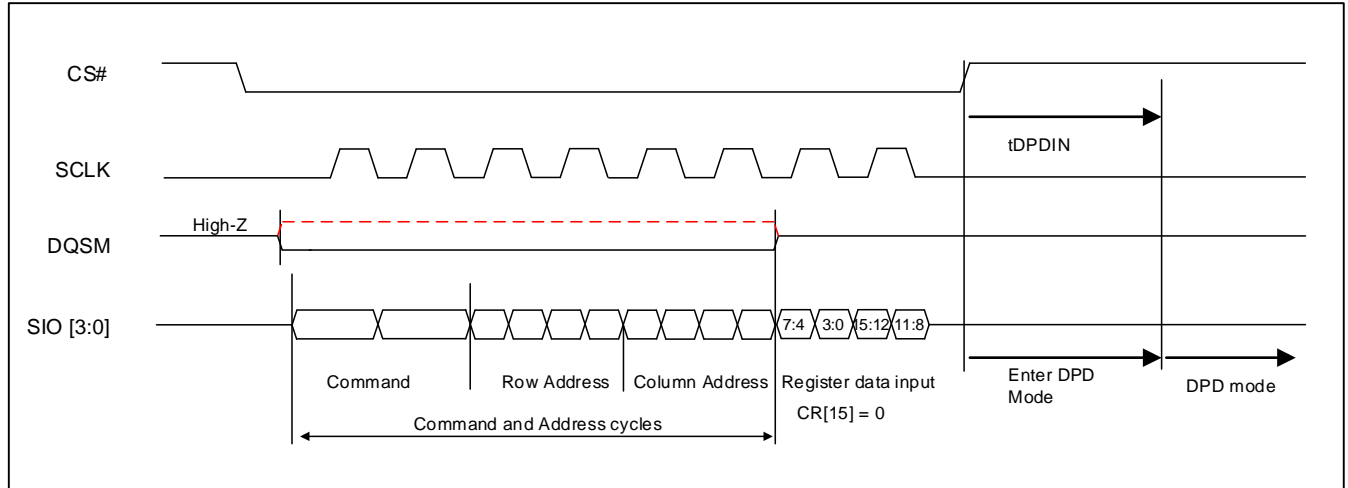 CS#
tDPDIN
SCLK
High-Z
DQSM
SIO [3:0]
7:4 3:0 15:12 11:8
Command Row Address Column Address Register data input
Enter DPD
Mode
DPD mode
CR[15] = 0
Command and Address cycles